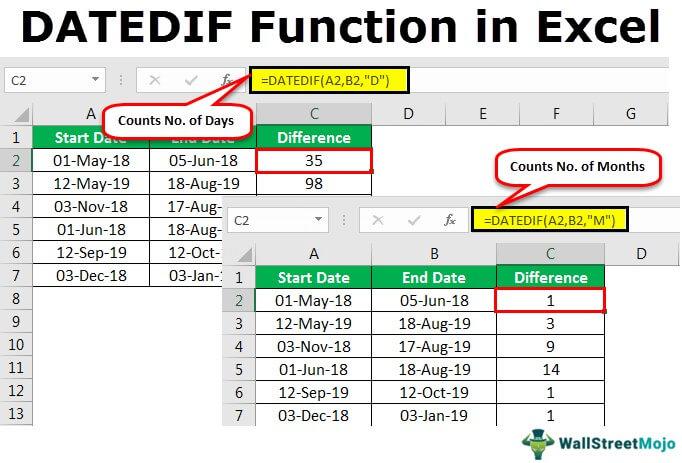 DATEDIF Function in Excel
C2 fx =DATEDIF(A2,B2,"D")
Counts No. of Days
A C D E F G
1 Start Date End Date Difference
2 01-May-18 05-Jun-18 35
3 12-May-19 18-Aug-19 98
4 03-Nov-18 17-Aug-
5 01-Jun-18 18-Aug-
6 12-Sep-19 12-Oct-
7 03-Dec-18 03-Jan-
8
9
10
11
12
13
Counts No. of Months
C2 fx =DATEDIF(A2,B2,"M")
A B C D
1 Start Date End Date Difference
2 01-May-18 05-Jun-18 1
3 12-May-19 18-Aug-19 3
4 03-Nov-18 17-Aug-19 9
5 01-Jun-18 18-Aug-19 14
6 12-Sep-19 12-Oct-19 1
7 03-Dec-18 03-Jan-19 1
WallStreetMojo